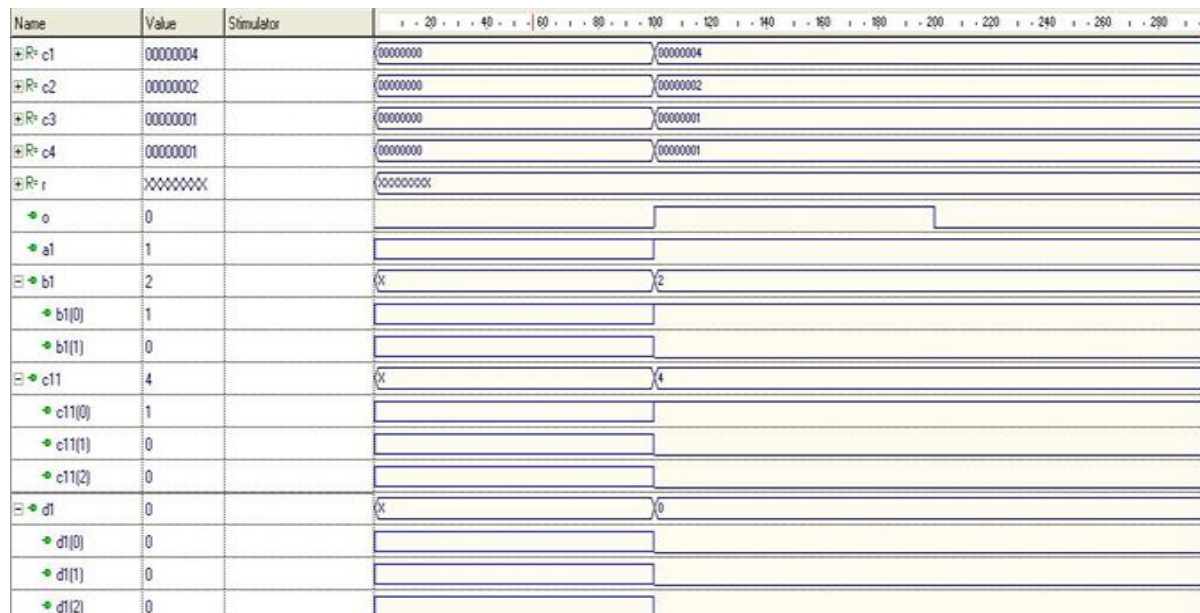 Name Value Stimulator 20 40 60 80 100 120 140 160 180 200 220 240 260 280
R= c1 00000004 00000000 00000004
R= c2 00000002 00000000 00000002
R= c3 00000001 00000000 00000001
R= c4 00000001 00000000 00000001
R= r XXXXXXXX XXXXXXXX
o 0
a1 1
b1 2 X 2
b1(0) 1
b1(1) 0
c11 4 X 4
c11(0) 1
c11(1) 0
c11(2) 0
d1 0 X 0
d1(0) 0
d1(1) 0
d1(2) 0